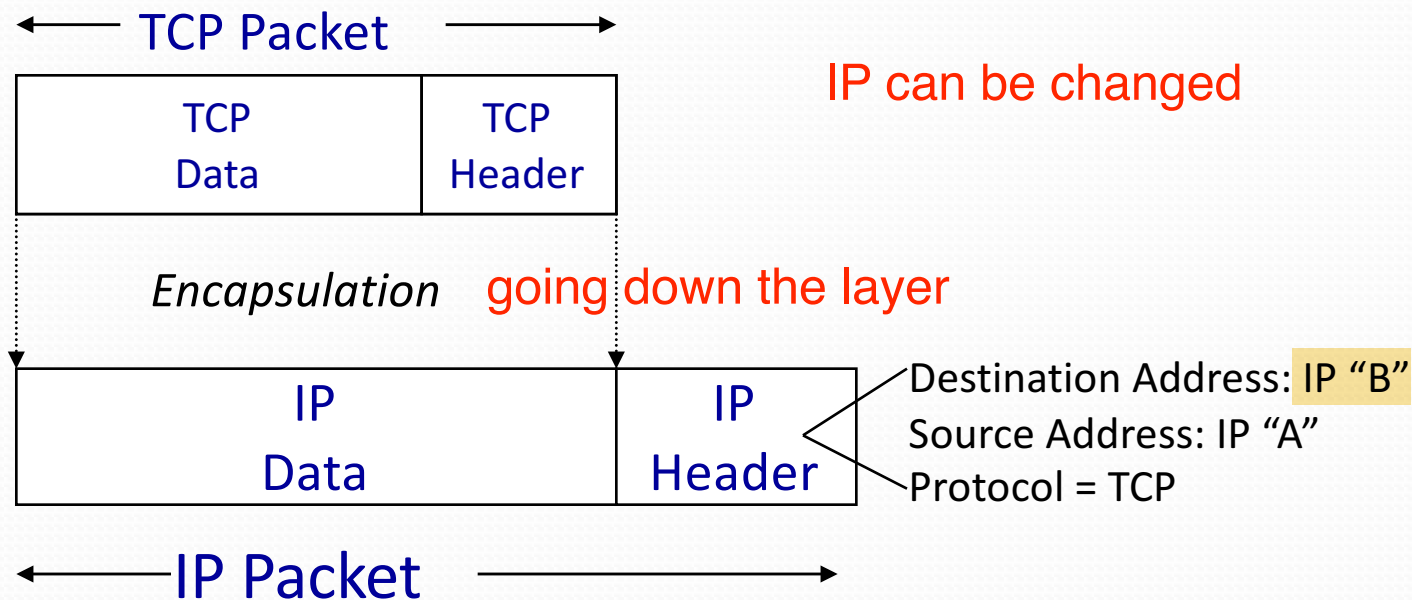 TCP Packet
IP can be changed
TCP
Data
TCP
Header
Encapsulation going down the layer
IP
Data
IP
Header
Destination Address: IP “B”
Source Address: IP “A”
Protocol = TCP
IP Packet